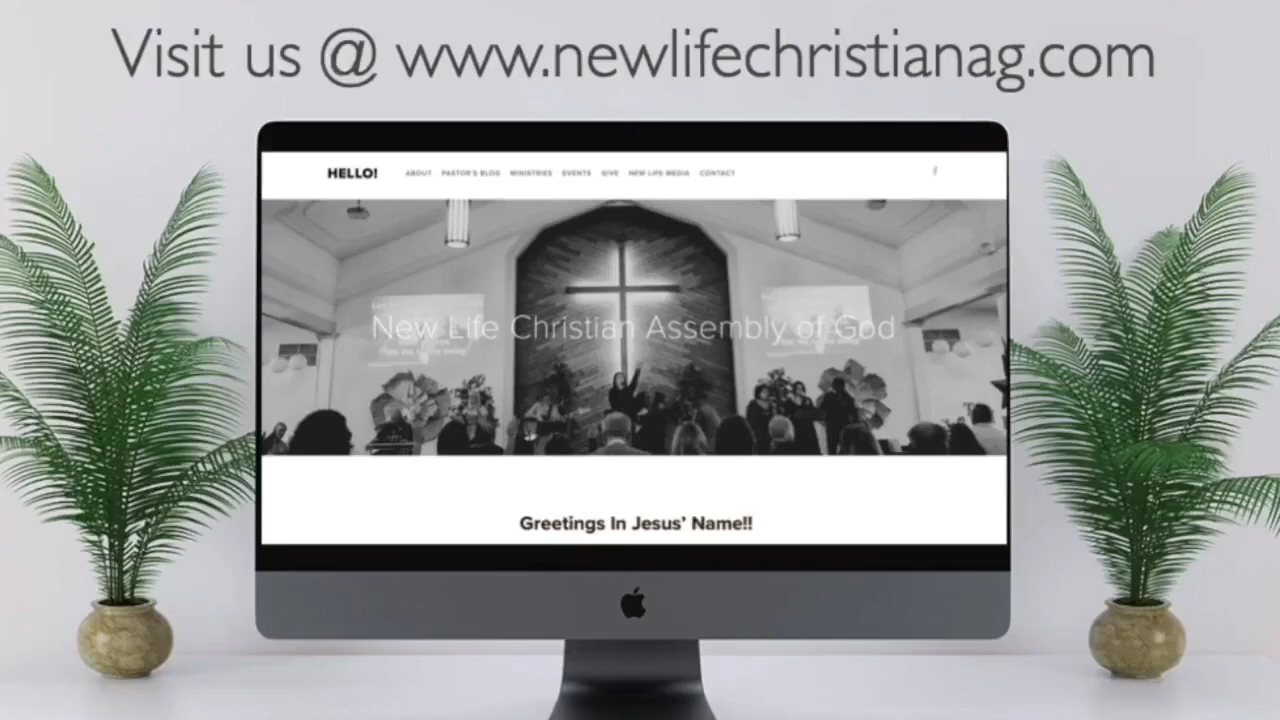 Visit us @ www.newlifechristianag.com
HELLO! ABOUT PASTOR'S BLOG MINISTRIES EVENTS GIVE NEW LIFE MEDIA CONTACT f
New Life Christian Assembly of God
Greetings In Jesus' Name!!